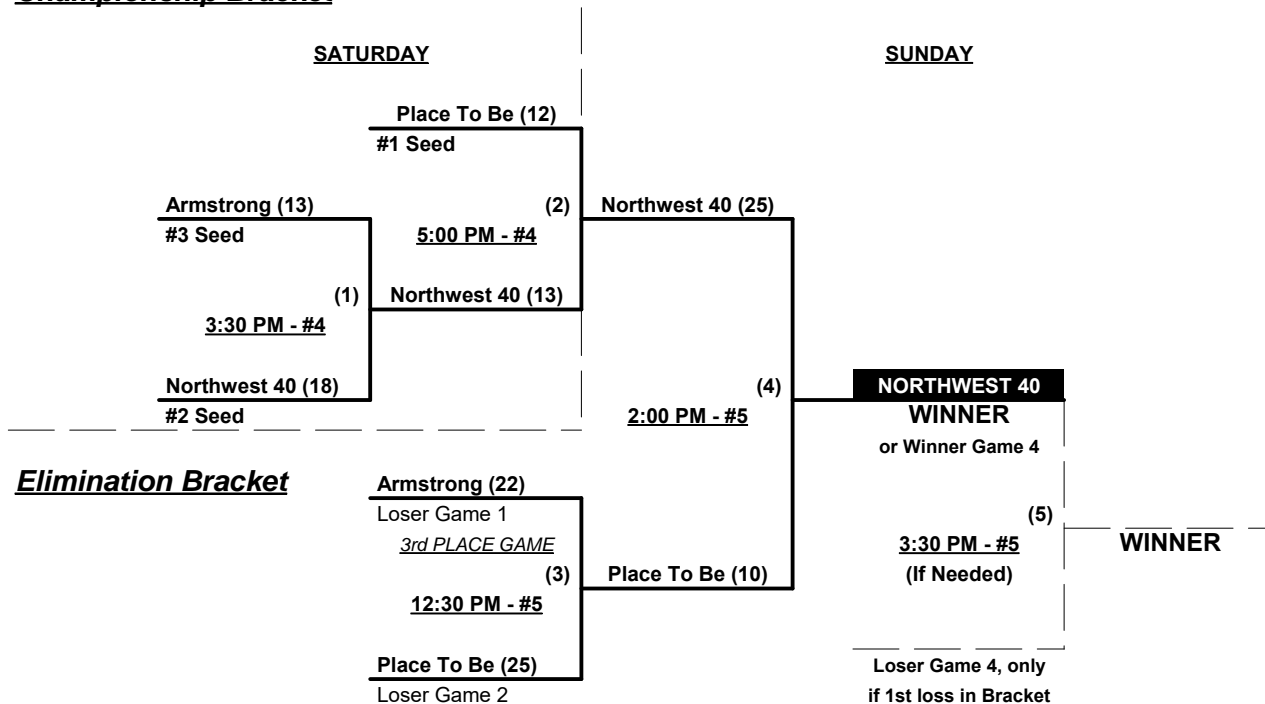 Championship Bracket
SATURDAY
SUNDAY
Place To Be (12)
#1 Seed
Armstrong (13)
#3 Seed
(2)
5:00 PM - #4
Northwest 40 (25)
(1)
3:30 PM - #4
Northwest 40 (13)
Northwest 40 (18)
#2 Seed
(4)
2:00 PM - #5
NORTHWEST 40
WINNER
or Winner Game 4
Elimination Bracket
Armstrong (22)
Loser Game 1
3rd PLACE GAME
(3)
12:30 PM - #5
Place To Be (10)
(5)
3:30 PM - #5
(If Needed)
WINNER
Place To Be (25)
Loser Game 2
Loser Game 4, only
if 1st loss in Bracket